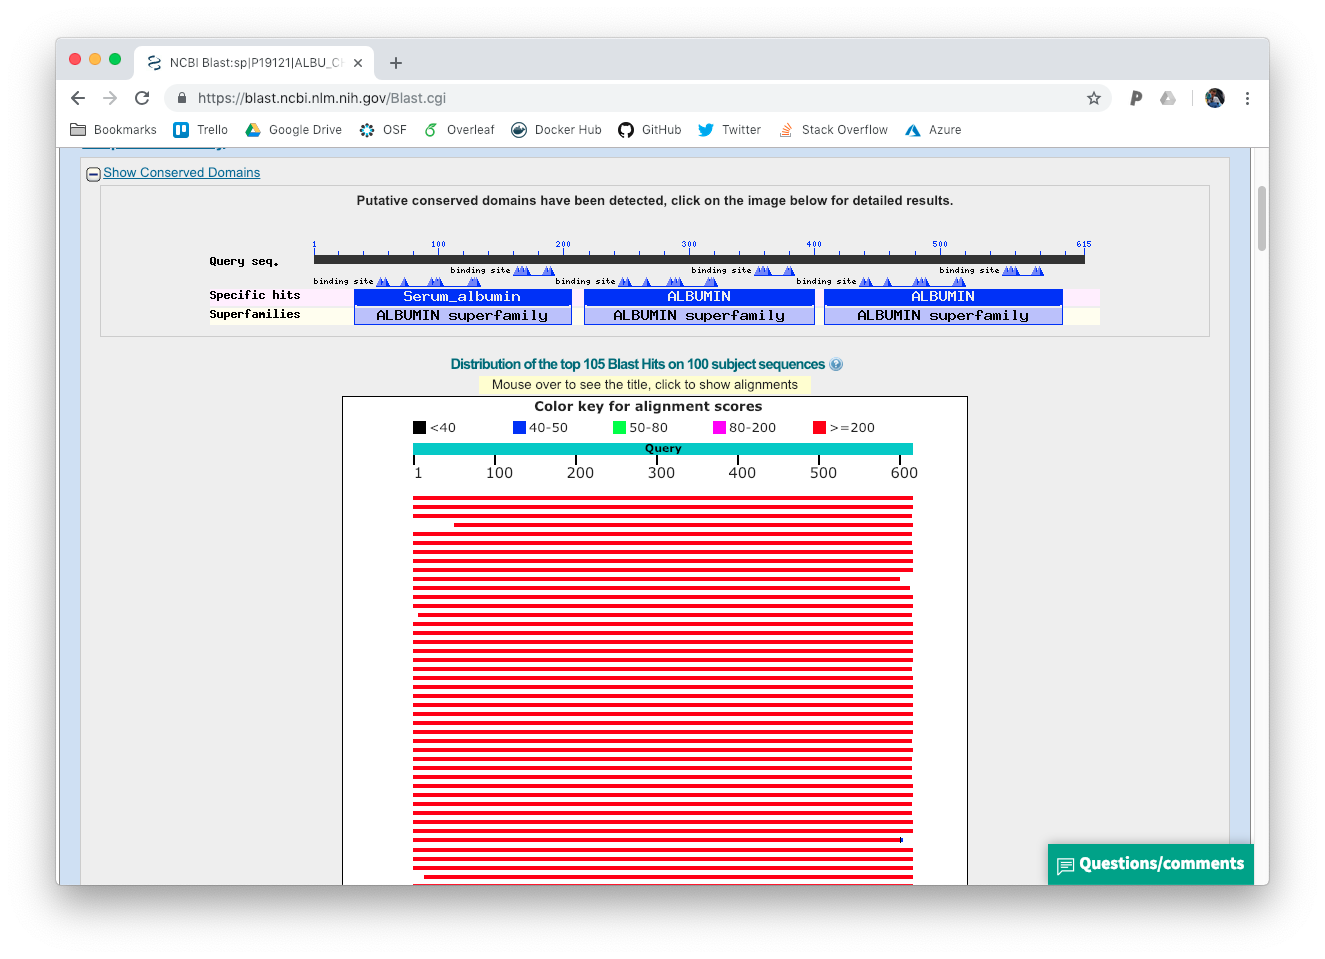 NCBI Blast:sp|P19121|ALBU_CH
https://blast.ncbi.nlm.nih.gov/Blast.cgi
Bookmarks Trello Google Drive OSF Overleaf Docker Hub GitHub Twitter Stack Overflow Azure
Show Conserved Domains
Putative conserved domains have been detected, click on the image below for detailed results.
1 100 200 300 400 500 615
Query seq.
binding site binding site binding site
binding site binding site binding site
Specific hits Serum_albumin ALBUMIN ALBUMIN
Superfamilies ALBUMIN superfamily ALBUMIN superfamily ALBUMIN superfamily
Distribution of the top 105 Blast Hits on 100 subject sequences ?
Mouse over to see the title, click to show alignments
Color key for alignment scores
<40 40-50 50-80 80-200 >=200
Query
1 100 200 300 400 500 600
Questions/comments